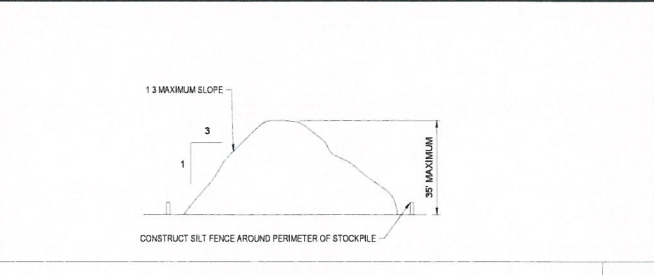 1 3 MAXIMUM SLOPE
3
1
35' MAXIMUM
CONSTRUCT SILT FENCE AROUND PERIMETER OF STOCKPILE